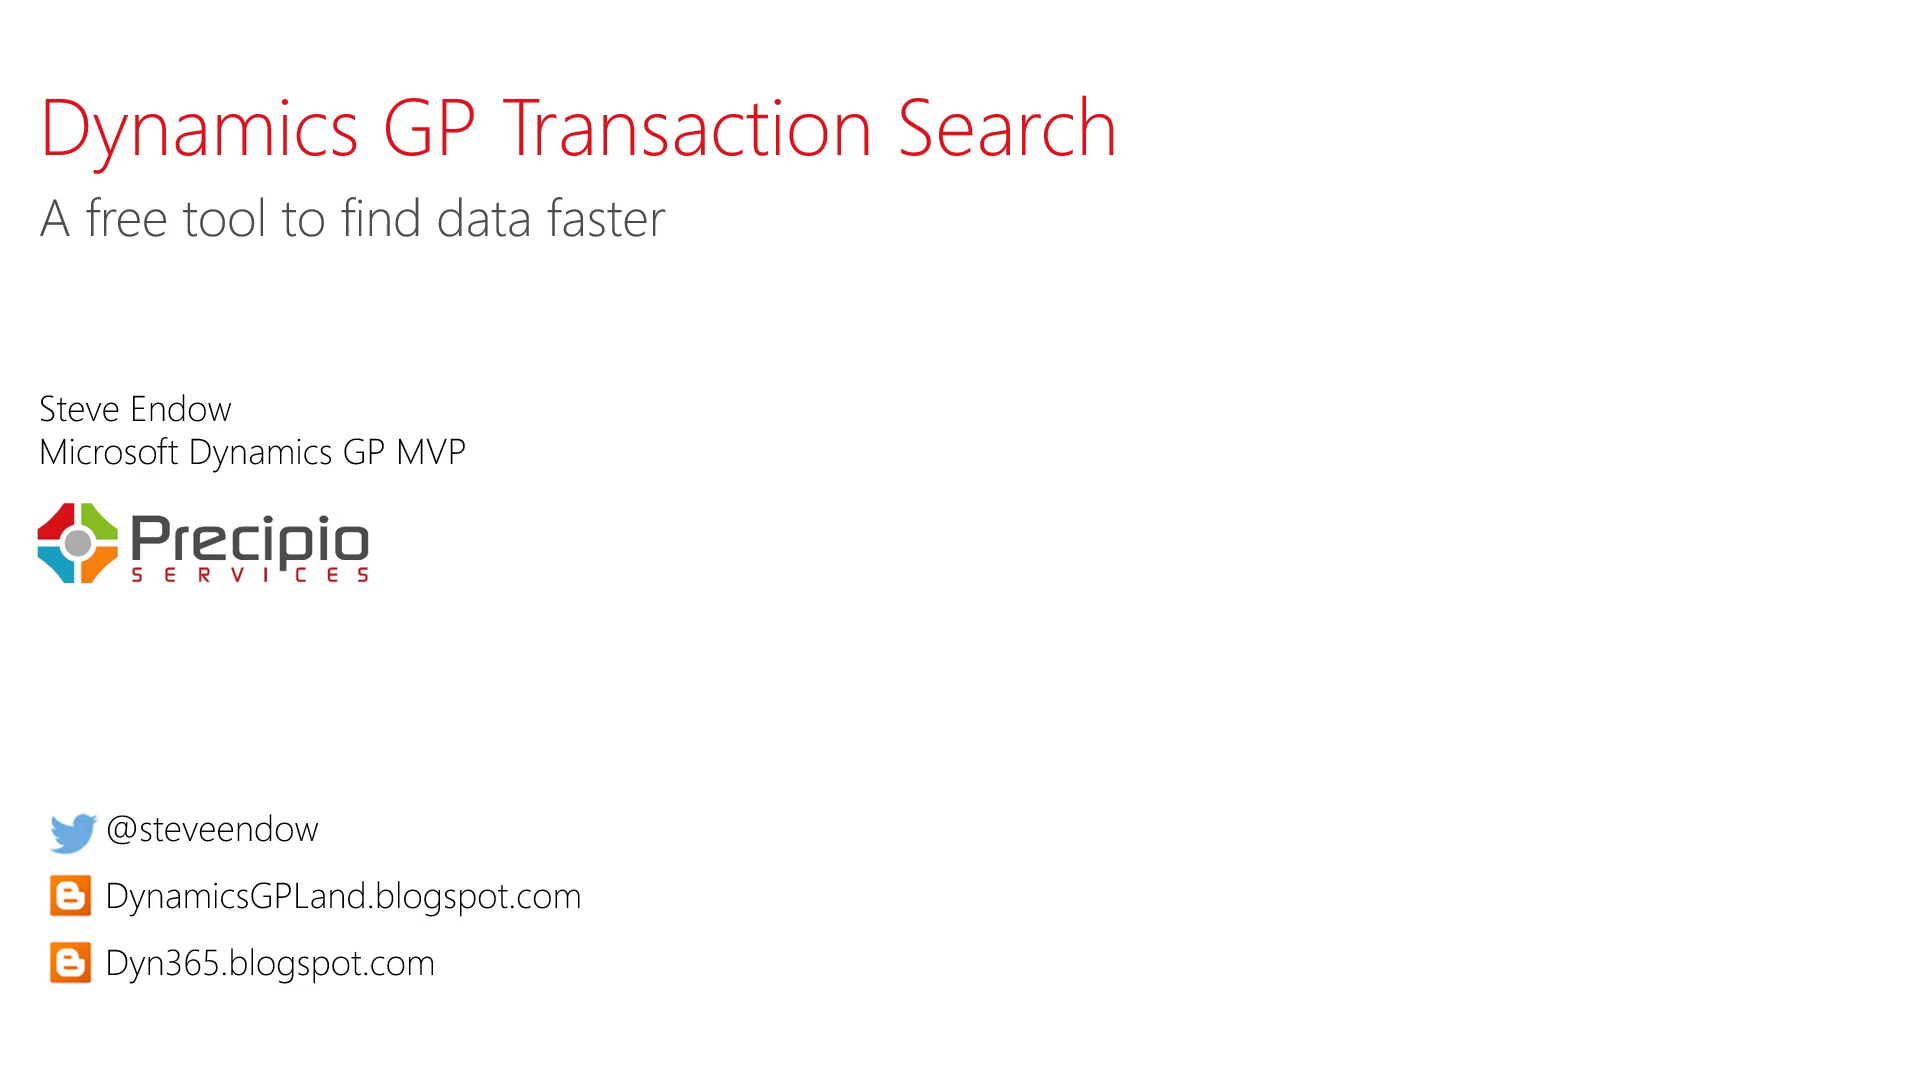 Dynamics GP Transaction Search
A free tool to find data faster
Steve Endow
Microsoft Dynamics GP MVP
Precipio
SERVICES
@steveendow
DynamicsGPLand.blogspot.com
Dyn365.blogspot.com